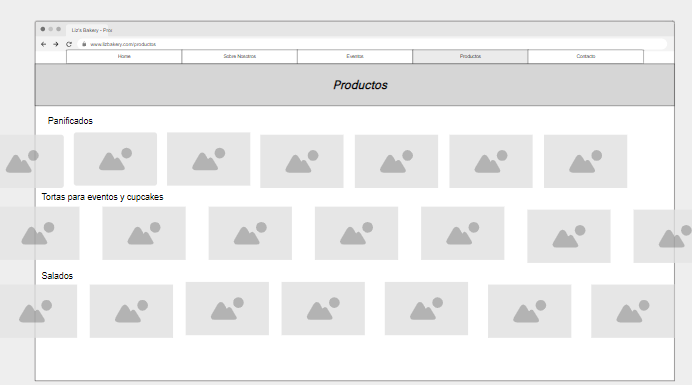 Liz's Bakery - Prod
www.lizbakery.com/productos
Home
Sobre Nosotros
Eventos
Productos
Contacto
Productos
Panificados
Tortas para eventos y cupcakes
Salados